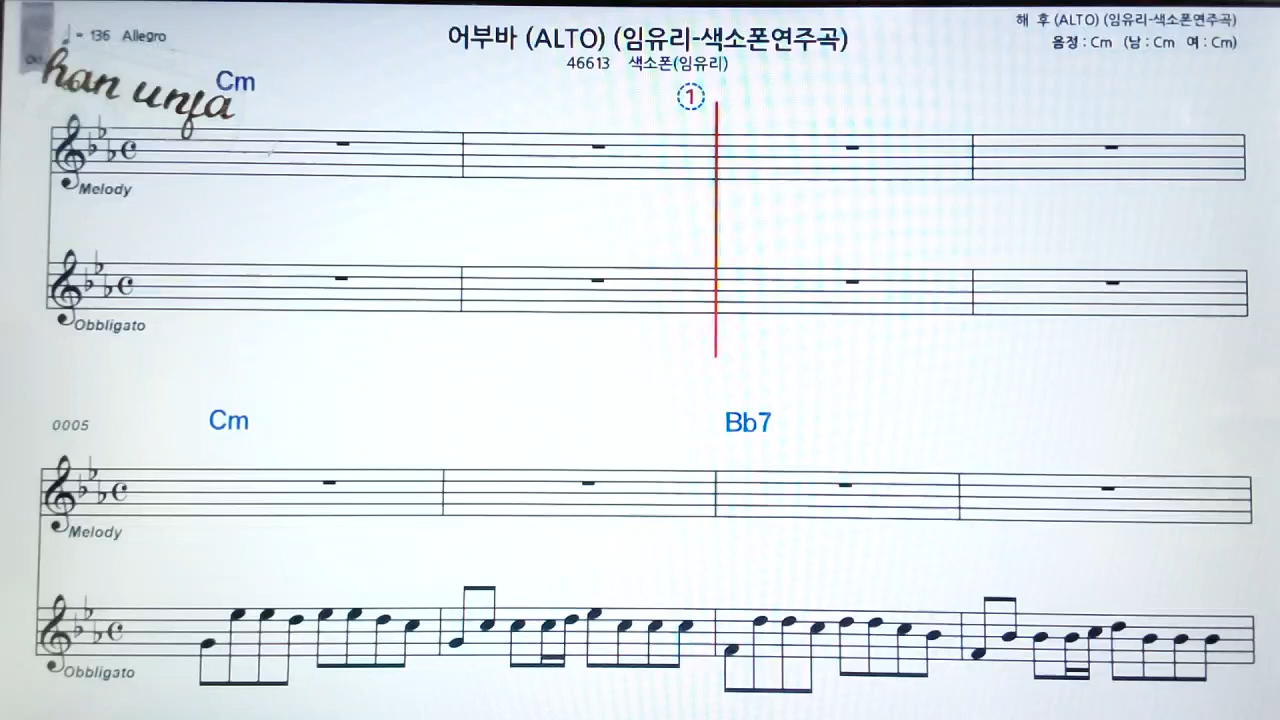 = 136 Allegro
어부바 (ALTO) (임유리-색소폰연주곡)
해 후 (ALTO) (임유리-색소폰연주곡)
46613 색소폰(임유리)
음정 : Cm (남 : Cm 여 : Cm)
han unja
Cm
1
Melody
Obbligato
0005
Cm
Bb7
Melody
Obbligato